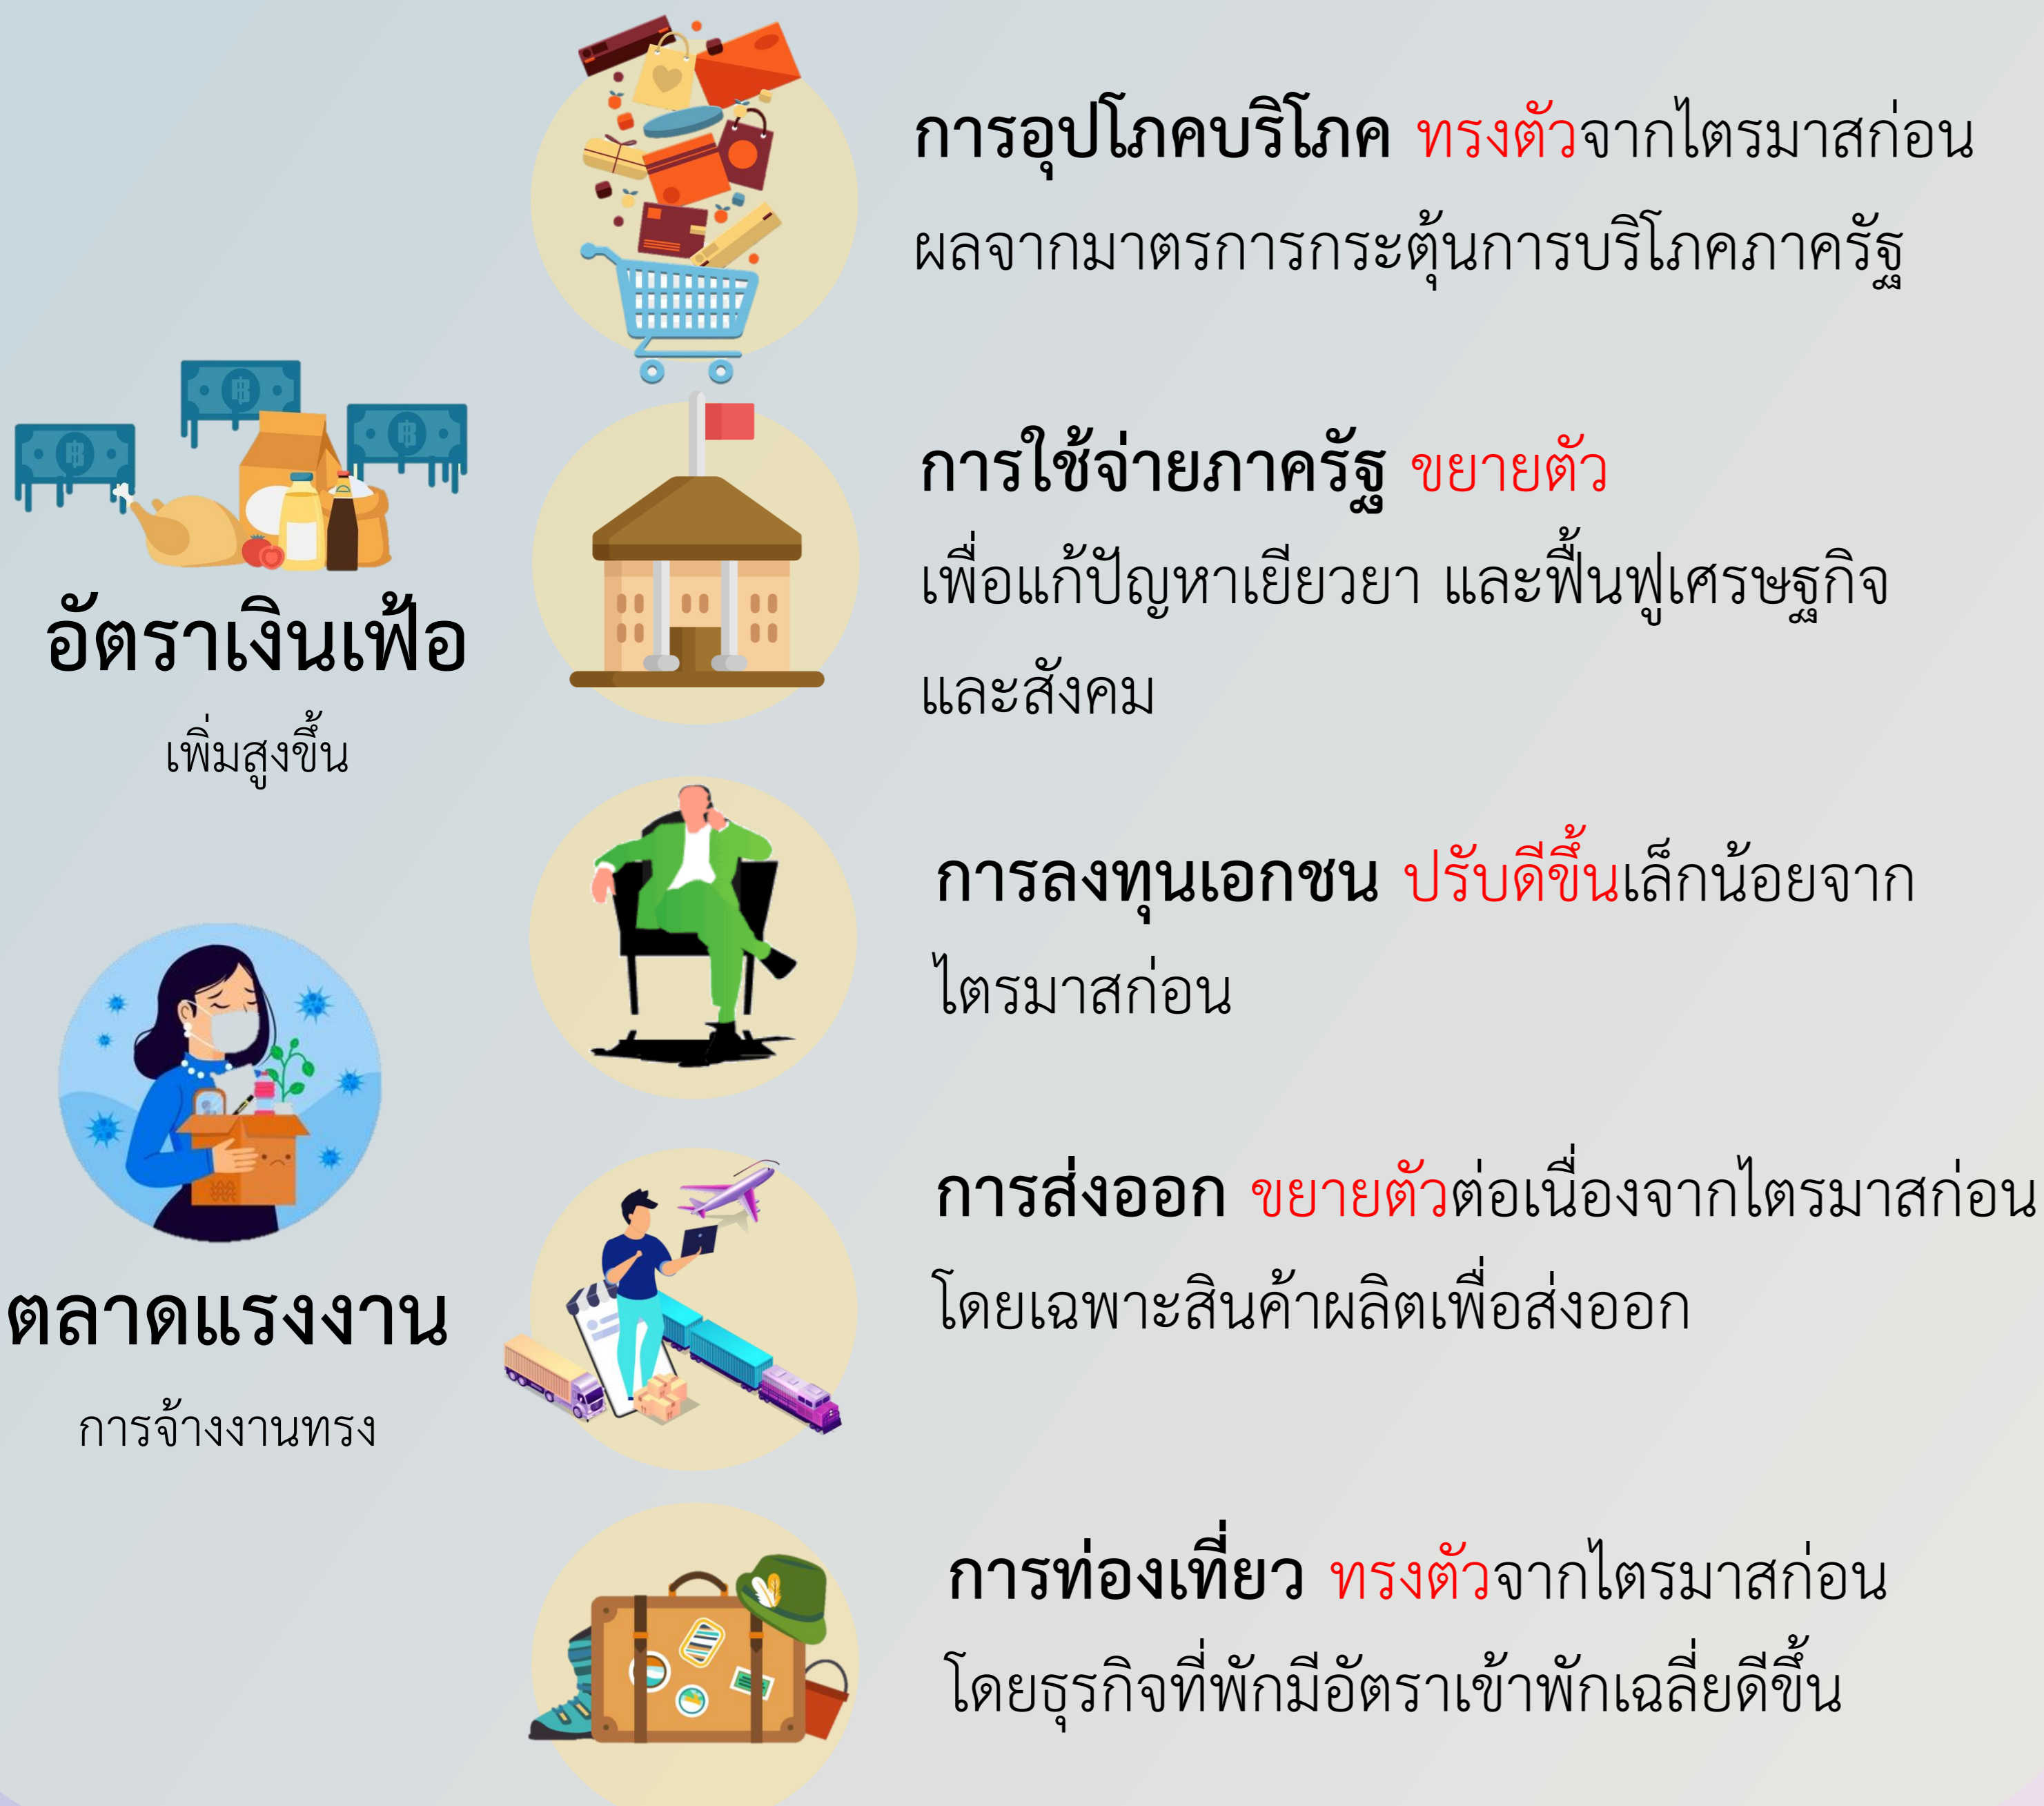 การอุปโภคบริโภค ทรงตัวจากไตรมาสก่อน
ผลจากมาตรการกระตุ้นการบริโภคภาครัฐ
การใช้จ่ายภาครัฐ ขยายตัว
เพื่อแก้ปัญหาเยียวยา และฟื้นฟูเศรษฐกิจ
และสังคม
การลงทุนเอกชน ปรับดีขึ้นเล็กน้อยจาก
ไตรมาสก่อน
การส่งออก ขยายตัวต่อเนื่องจากไตรมาสก่อน
โดยเฉพาะสินค้าผลิตเพื่อส่งออก
การท่องเที่ยว ทรงตัวจากไตรมาสก่อน
โดยธุรกิจที่พักมีอัตราเข้าพักเฉลี่ยดีขึ้น
อัตราเงินเฟ้อ
เพิ่มสูงขึ้น
ตลาดแรงงาน
การจ้างงานทรง